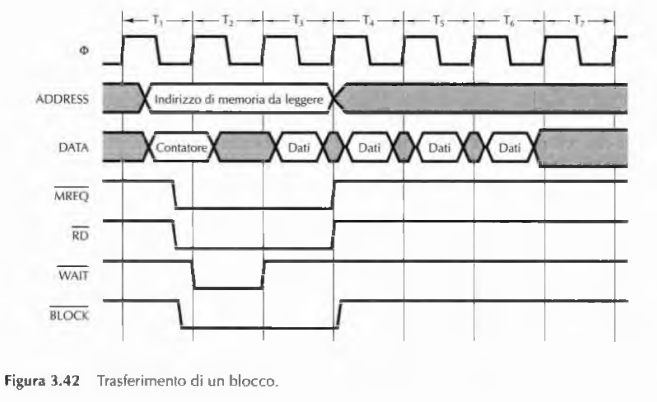 T₁ T₂ T₃ T₄ T₅ T₆ T₇
Φ
ADDRESS Indirizzo di memoria da leggere
DATA Contatore Dati Dati Dati Dati
MREQ
RD
WAIT
BLOCK
Figura 3.42 Trasferimento di un blocco.